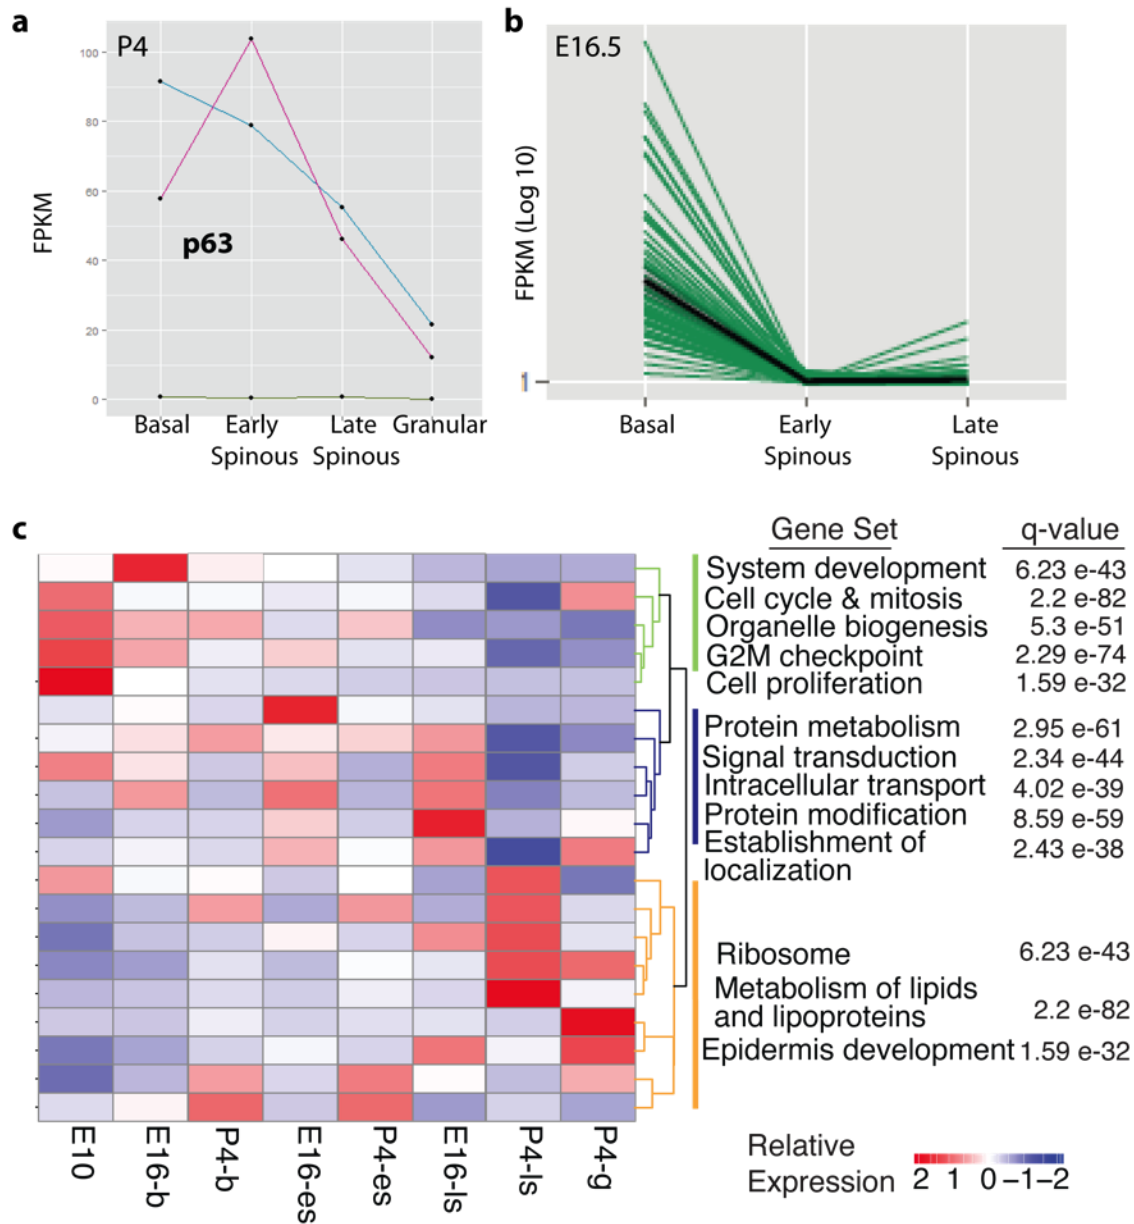 a
P4
100
80
60
40
20
0
FPKM
p63
Basal Early Spinous Late Spinous Granular
b
E16.5
FPKM (Log 10)
1
Basal Early Spinous Late Spinous
c
Gene Set q-value
System development 6.23 e-43
Cell cycle & mitosis 2.2 e-82
Organelle biogenesis 5.3 e-51
G2M checkpoint 2.29 e-74
Cell proliferation 1.59 e-32
Protein metabolism 2.95 e-61
Signal transduction 2.34 e-44
Intracellular transport 4.02 e-39
Protein modification 8.59 e-59
Establishment of 2.43 e-38
localization
Ribosome 6.23 e-43
Metabolism of lipids
and lipoproteins 2.2 e-82
Epidermis development 1.59 e-32
E10 E16-b P4-b E16-es P4-es E16-ls P4-ls P4-g
Relative
Expression
2 1 0 -1 -2